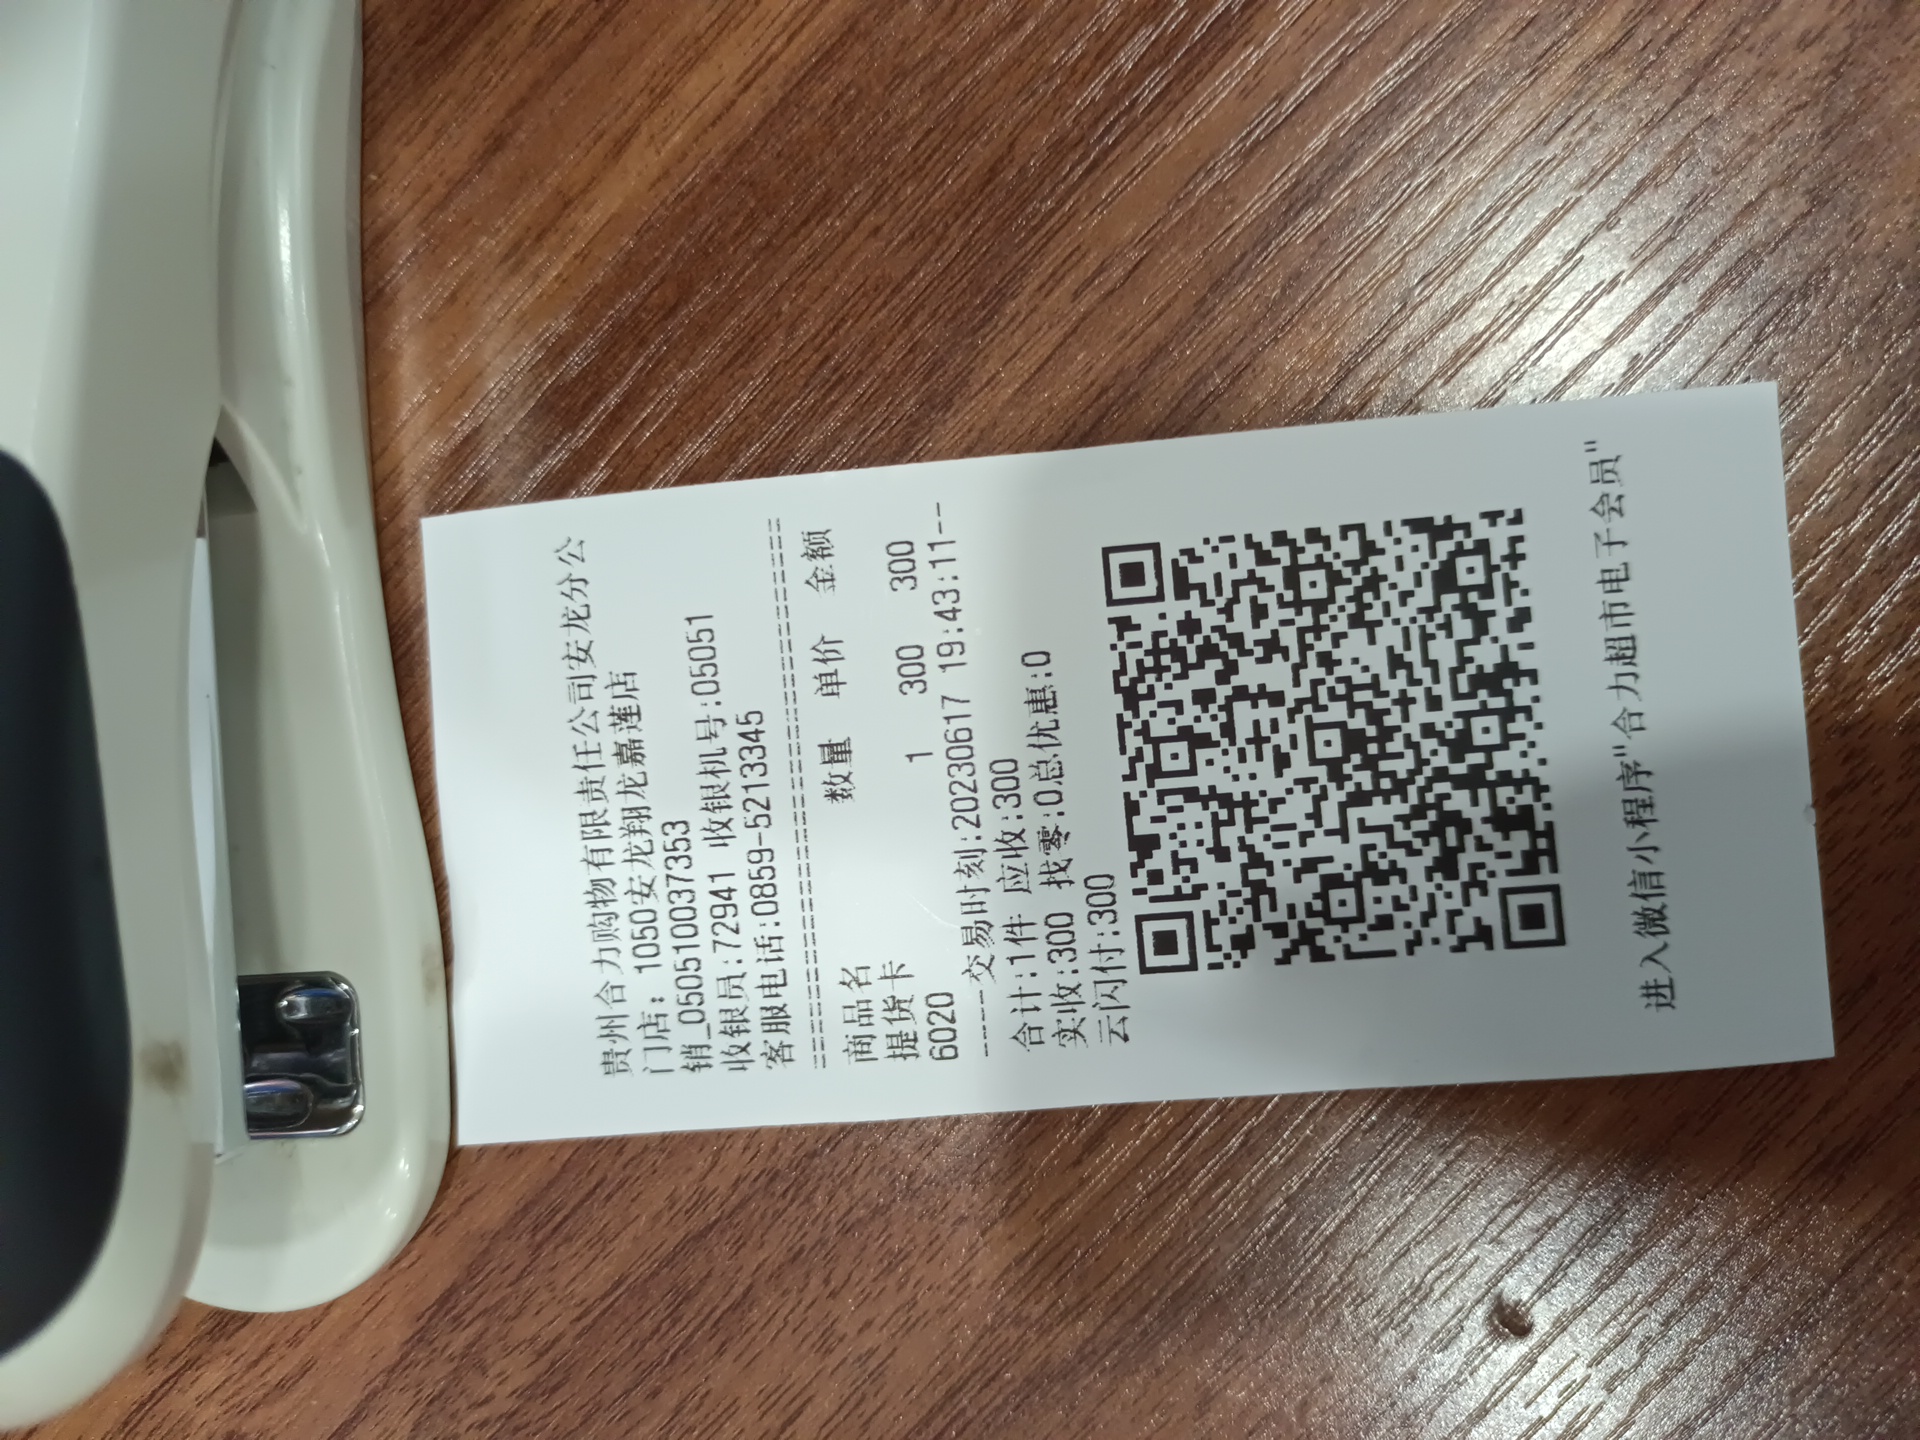 贵州合力购物有限责任公司安龙分公
门店：1050安龙翔龙嘉莲店
销_050510037353
收银员:72941 收银机号:05051
客服电话:0859-52133345
商品名 数量 单价 金额
提货卡
6020 1 300 300
----交易时刻:20230617 19:43:11--
合计:1件 应收:300
实收:300 找零:0总优惠:0
云闪付:300
进入微信小程序"合力超市电子会员"